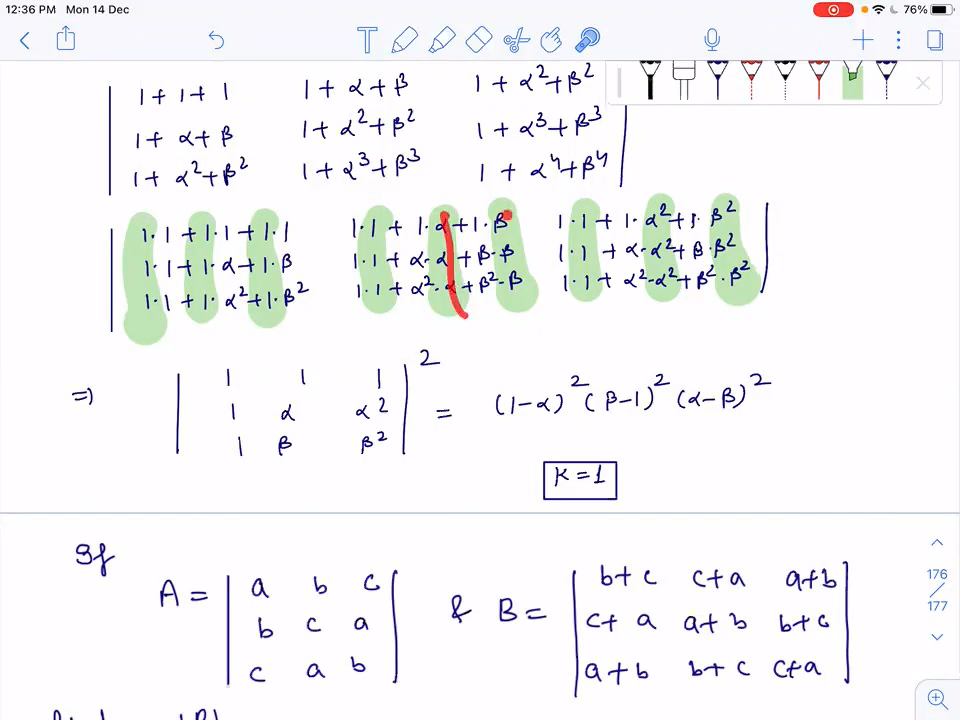 12:36 PM Mon 14 Dec 76%
| 1 + 1 + 1 1 + α + β 1 + α² + β² |
| 1 + α + β 1 + α² + β² 1 + α³ + β³ |
| 1 + α² + β² 1 + α³ + β³ 1 + α⁴ + β⁴ |
| 1·1 + 1·1 + 1·1 1·1 + 1·α + 1·β 1·1 + 1·α² + 1·β² |
| 1·1 + 1·α + 1·β 1·1 + α·α + β·β 1·1 + α·α² + β·β² |
| 1·1 + 1·α² + 1·β² 1·1 + α²·α + β²·β 1·1 + α²·α² + β²·β² |
⇒ | 1 1 1 |² = (1-α)² (β-1)² (α-β)²
| 1 α α² |
| 1 β β² |
K = 1
If
A = | a b c | & B = | b+c c+a a+b |
| b c a | | c+a a+b b+c |
| c a b | | a+b b+c c+a |
176
/
177